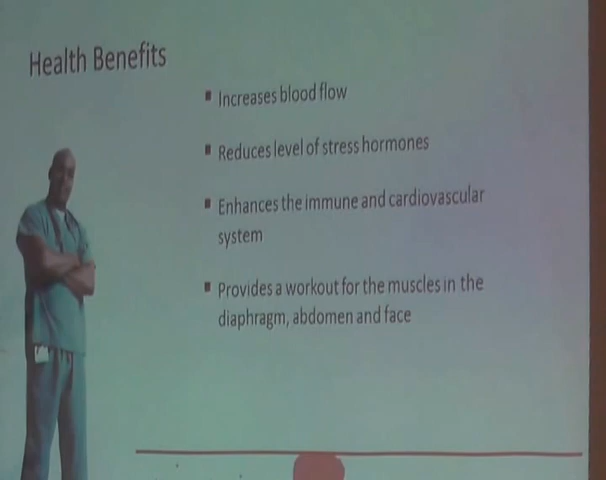 Health Benefits
Increases blood flow
Reduces level of stress hormones
Enhances the immune and cardiovascular
system
Provides a workout for the muscles in the
diaphragm, abdomen and face